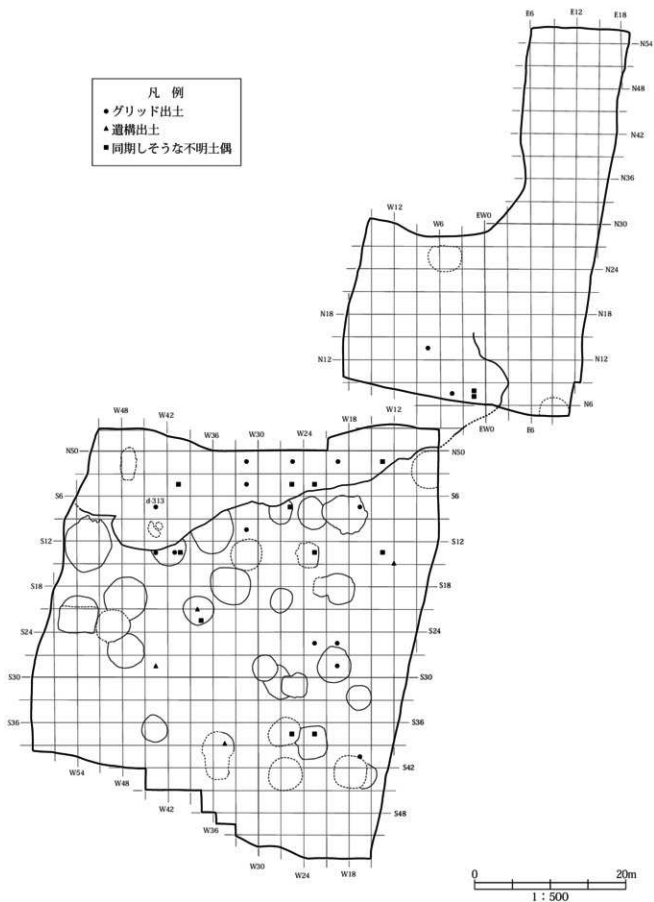 E6 E12 E18
N54
N48
N42
N36
W12 W6 EW0 N30
N24
N18 N18
N12 N12
N6
EW0 E6
凡 例
● グリッド出土
▲ 遺構出土
■ 同期しそうな不明土偶
W48 W42 W36 W30 W24 W18 W12
NS0 NS0
S6 S6
d-313
S12 S12
S18 S18
S24 S24
S30 S30
S36 S36
S42
S48
W54 W48 W42 W36 W30 W24 W18
0 20m
1:500